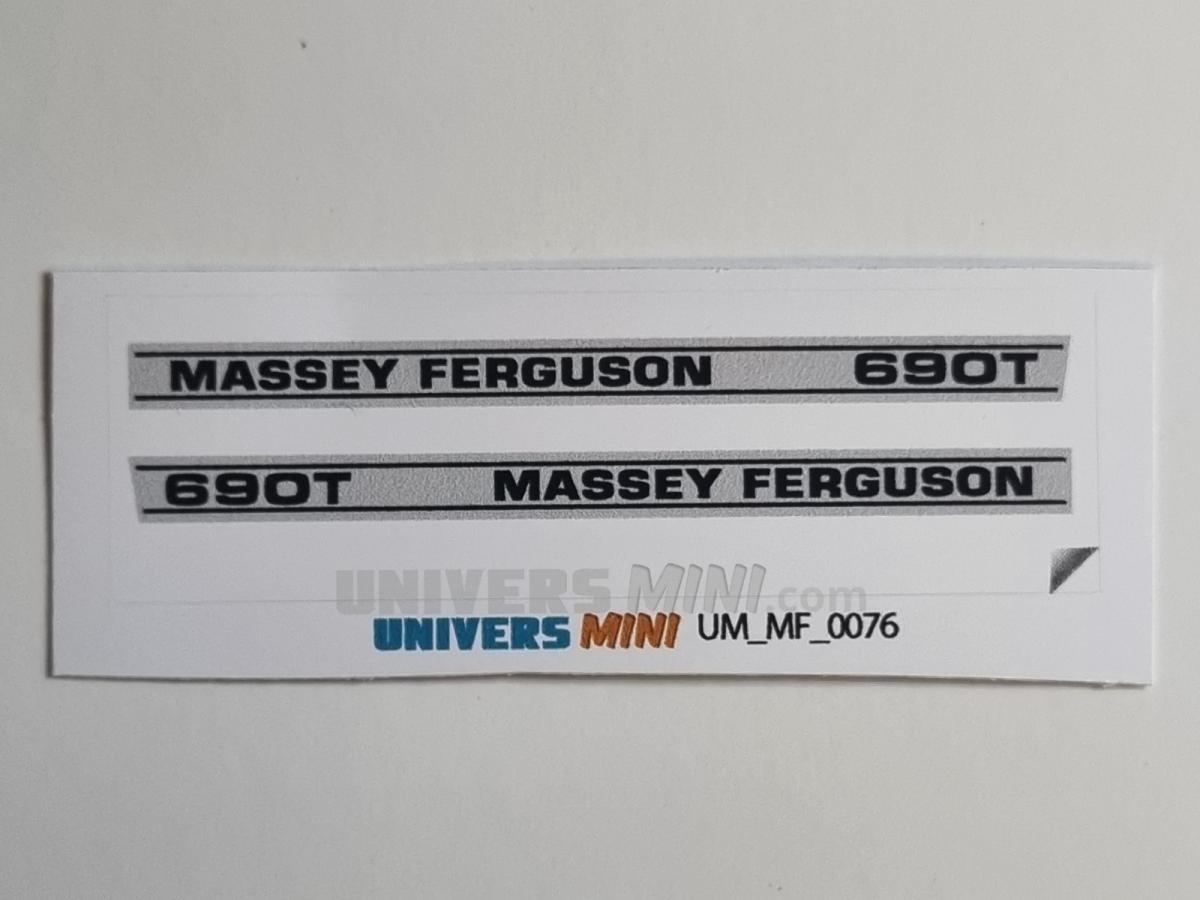 MASSEY FERGUSON 690T
690T MASSEY FERGUSON
UNIVERS MINI.com
UNIVERS MINI UM_MF_0076